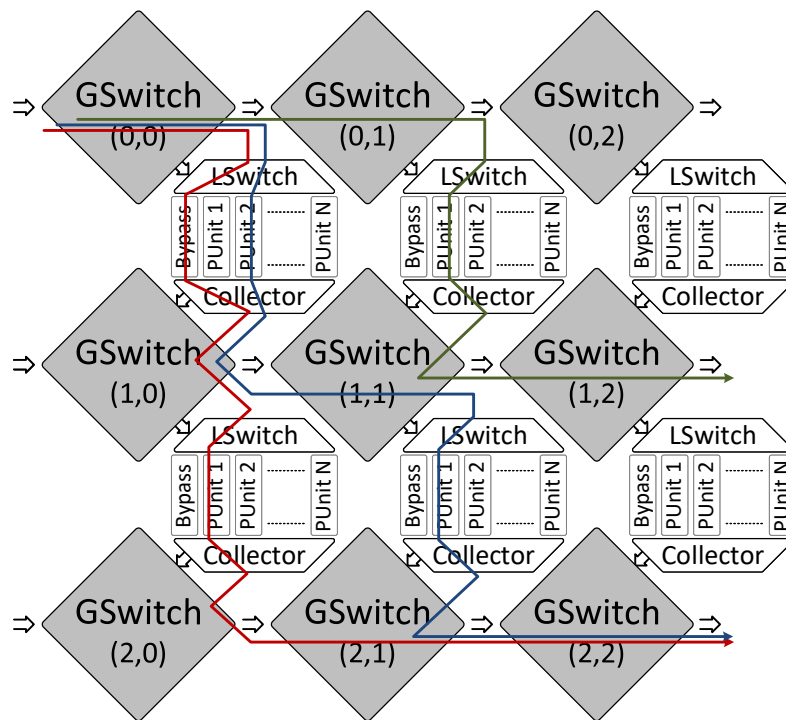 GSwitch GSwitch GSwitch
(0,0) (0,1) (0,2)
LSwitch LSwitch LSwitch
Bypass PUnit 1 PUnit 2 ........ PUnit N Bypass PUnit 1 PUnit 2 ........ PUnit N Bypass PUnit 1 PUnit 2 ........ PUnit N
Collector Collector Collector
GSwitch GSwitch GSwitch
(1,0) (1,1) (1,2)
LSwitch LSwitch LSwitch
Bypass PUnit 1 PUnit 2 ........ PUnit N Bypass PUnit 1 PUnit 2 ........ PUnit N Bypass PUnit 1 PUnit 2 ........ PUnit N
Collector Collector Collector
GSwitch GSwitch GSwitch
(2,0) (2,1) (2,2)